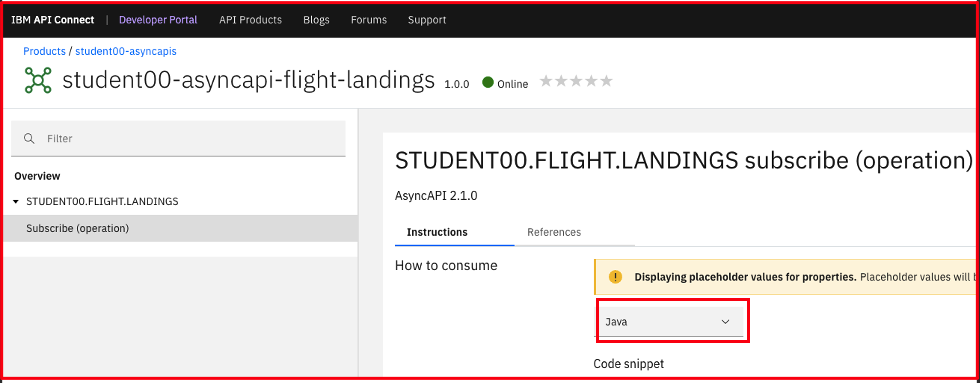 IBM API Connect | Developer Portal API Products Blogs Forums Support
Products / student00-asyncapis
student00-asyncapi-flight-landings 1.0.0 Online
Filter
Overview
STUDENT00.FLIGHT.LANDINGS
Subscribe (operation)
STUDENT00.FLIGHT.LANDINGS subscribe (operation)
AsyncAPI 2.1.0
Instructions References
How to consume
Displaying placeholder values for properties. Placeholder values will
Java
Code snippet